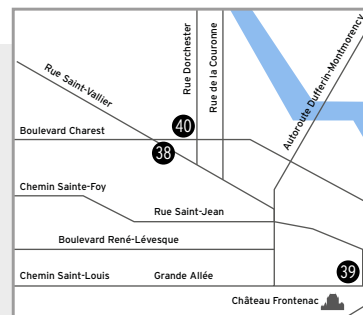 Rue Saint-Vallier
Rue Dorchester
Rue de la Couronne
Autoroute Dufferin-Montmorency
40
Boulevard Charest
38
Chemin Sainte-Foy
Rue Saint-Jean
Boulevard René-Lévesque
39
Chemin Saint-Louis
Grande Allée
Château Frontenac